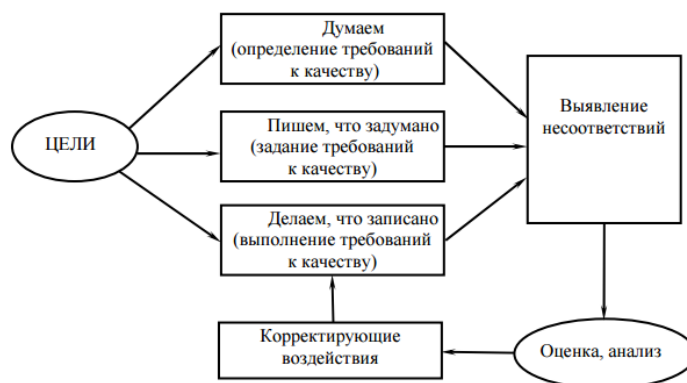 Думаем
(определение требований
к качеству)
ЦЕЛИ
Пишем, что задумано
(задание требований
к качеству)
Делаем, что записано
(выполнение требований
к качеству)
Выявление
несоответствий
Корректирующие
воздействия
Оценка, анализ